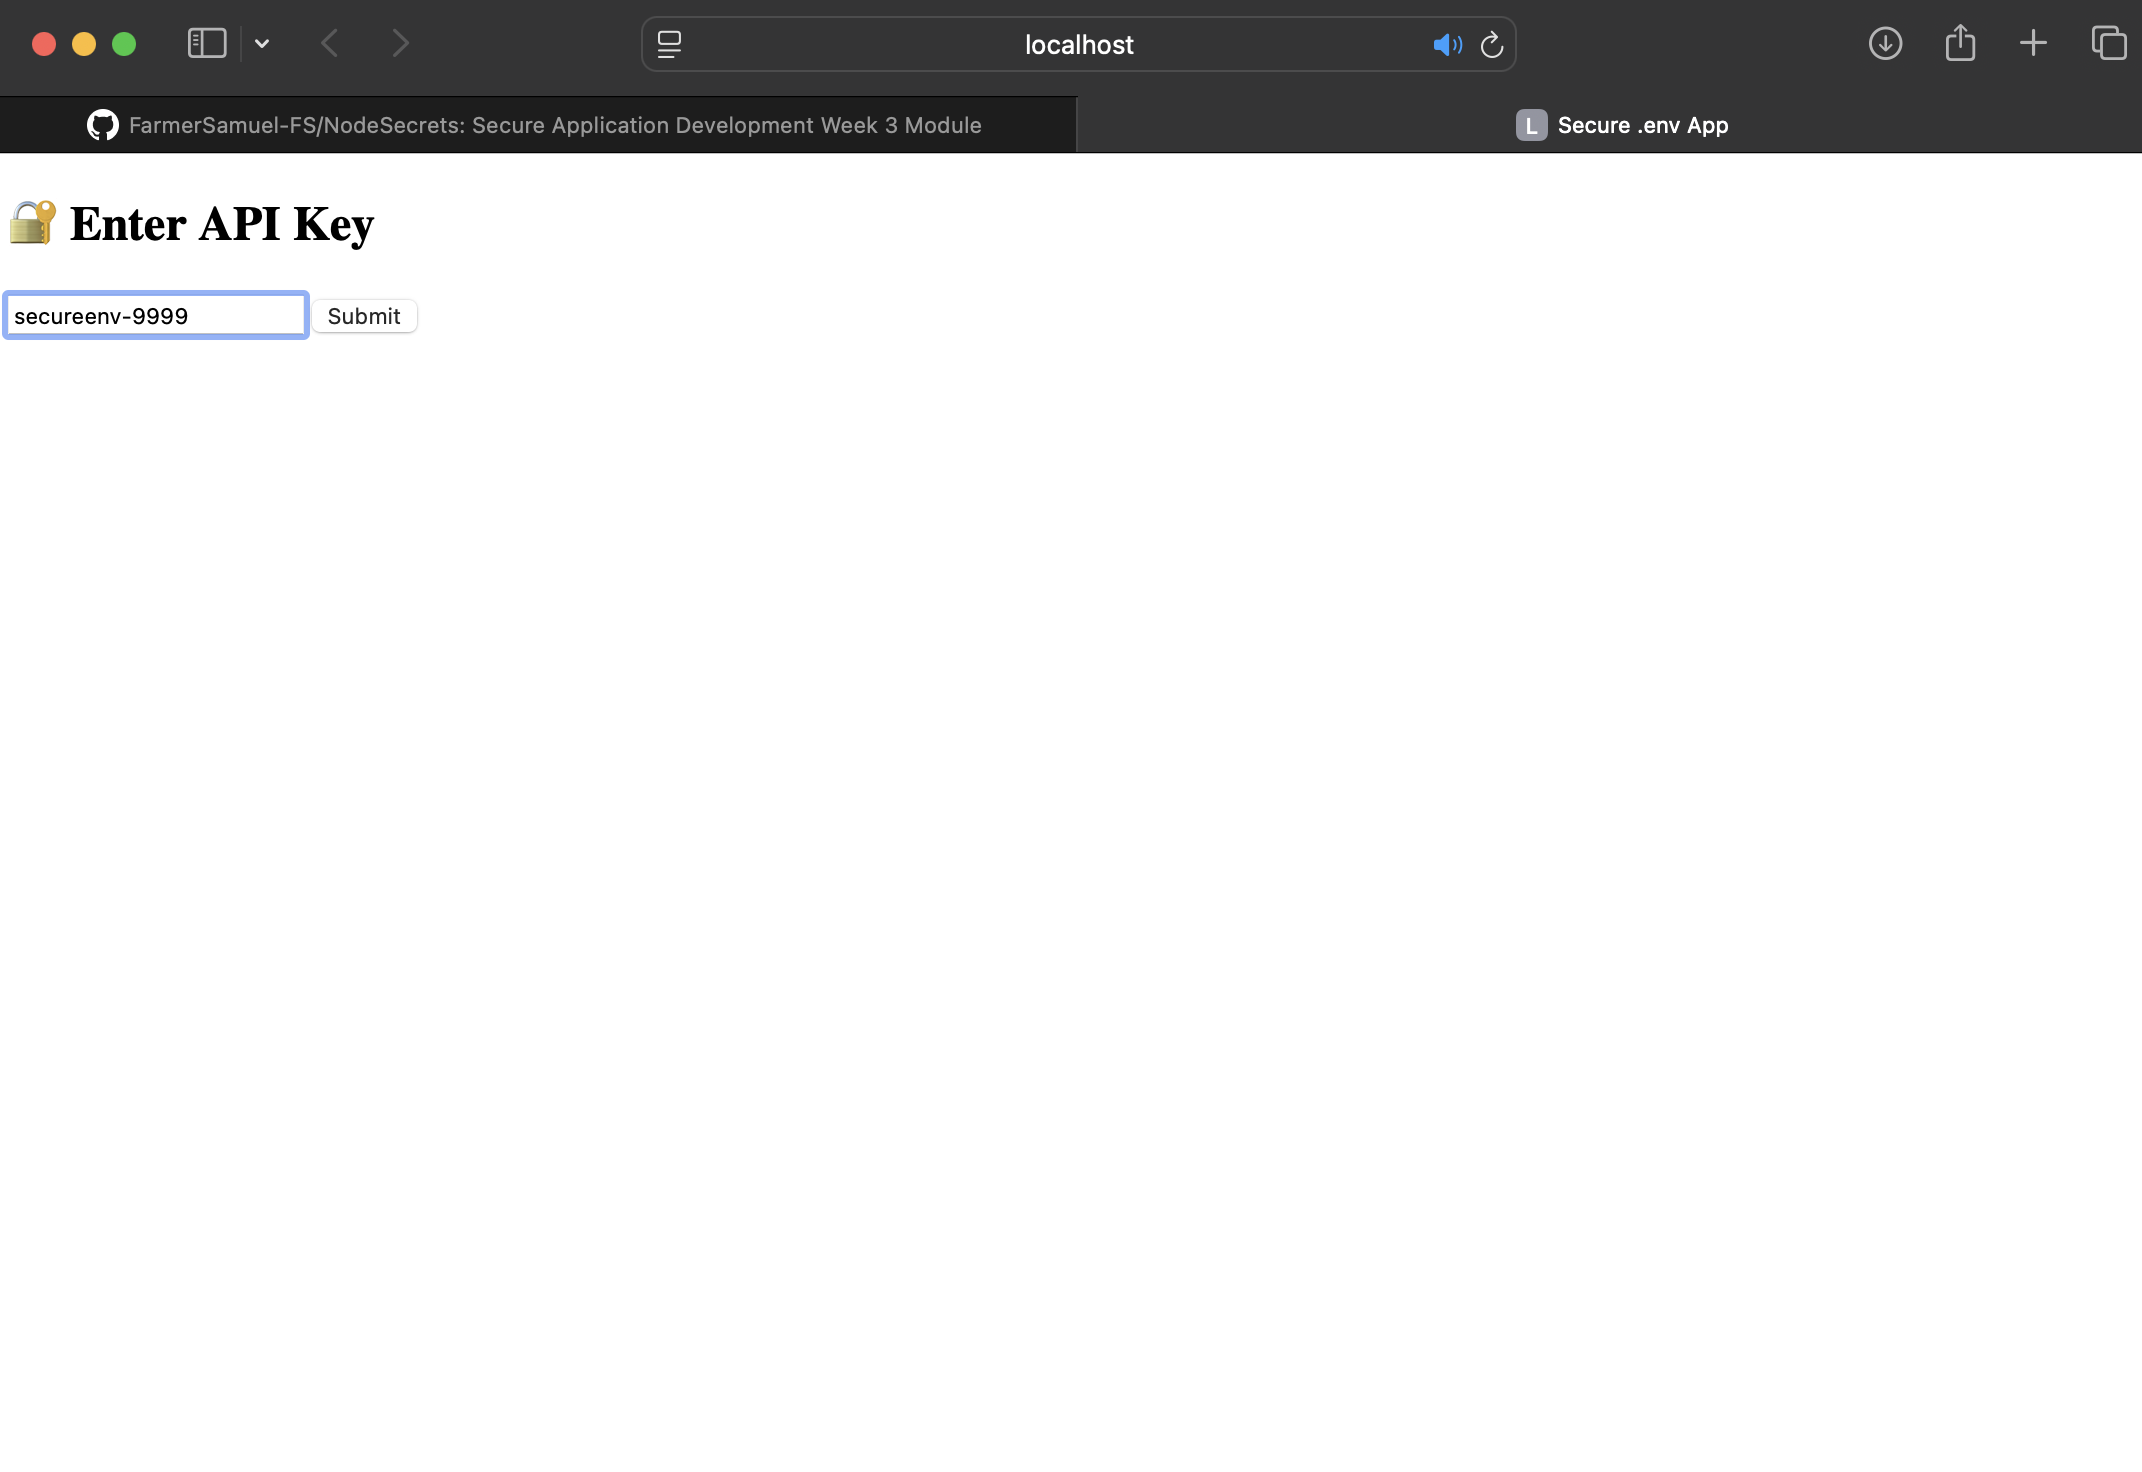 localhost
FarmerSamuel-FS/NodeSecrets: Secure Application Development Week 3 Module
L Secure .env App
🔐 Enter API Key
secureenv-9999 Submit